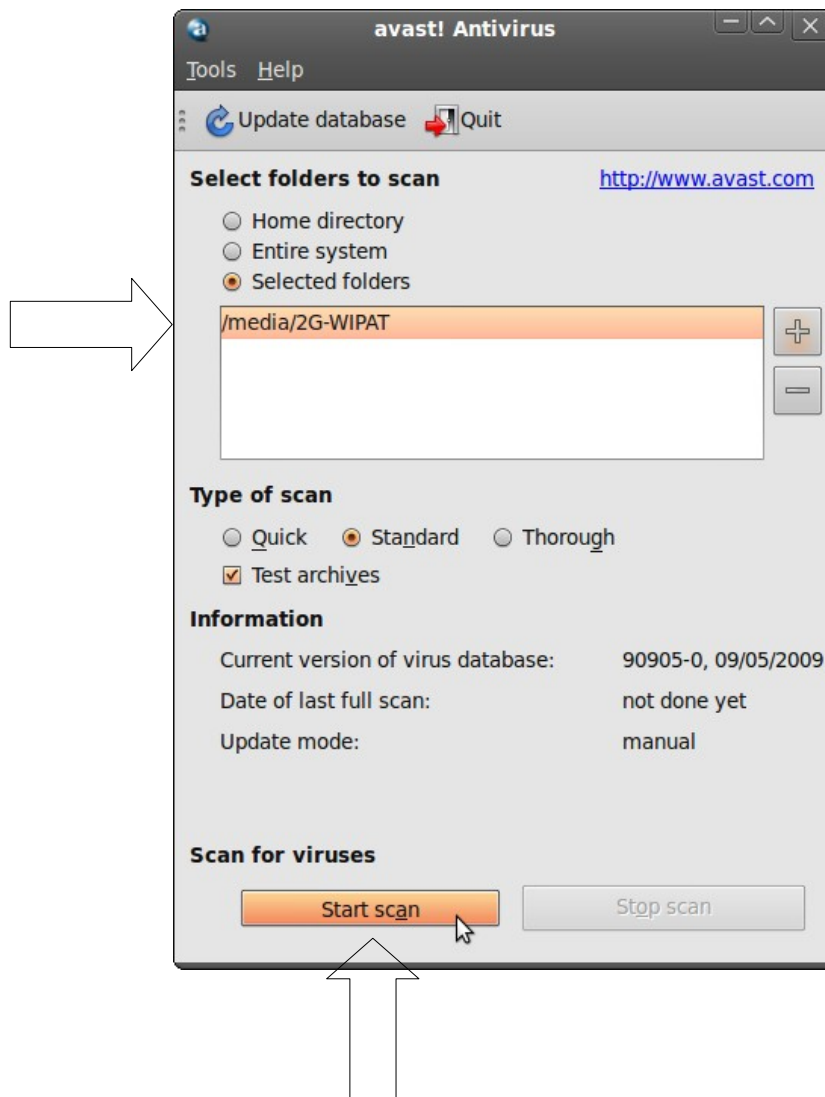 avast! Antivirus
Tools Help
Update database Quit
Select folders to scan http://www.avast.com
Home directory
Entire system
Selected folders
/media/2G-WIPAT
Type of scan
Quick Standard Thorough
Test archives
Information
Current version of virus database: 90905-0, 09/05/2009
Date of last full scan: not done yet
Update mode: manual
Scan for viruses
Start scan Stop scan